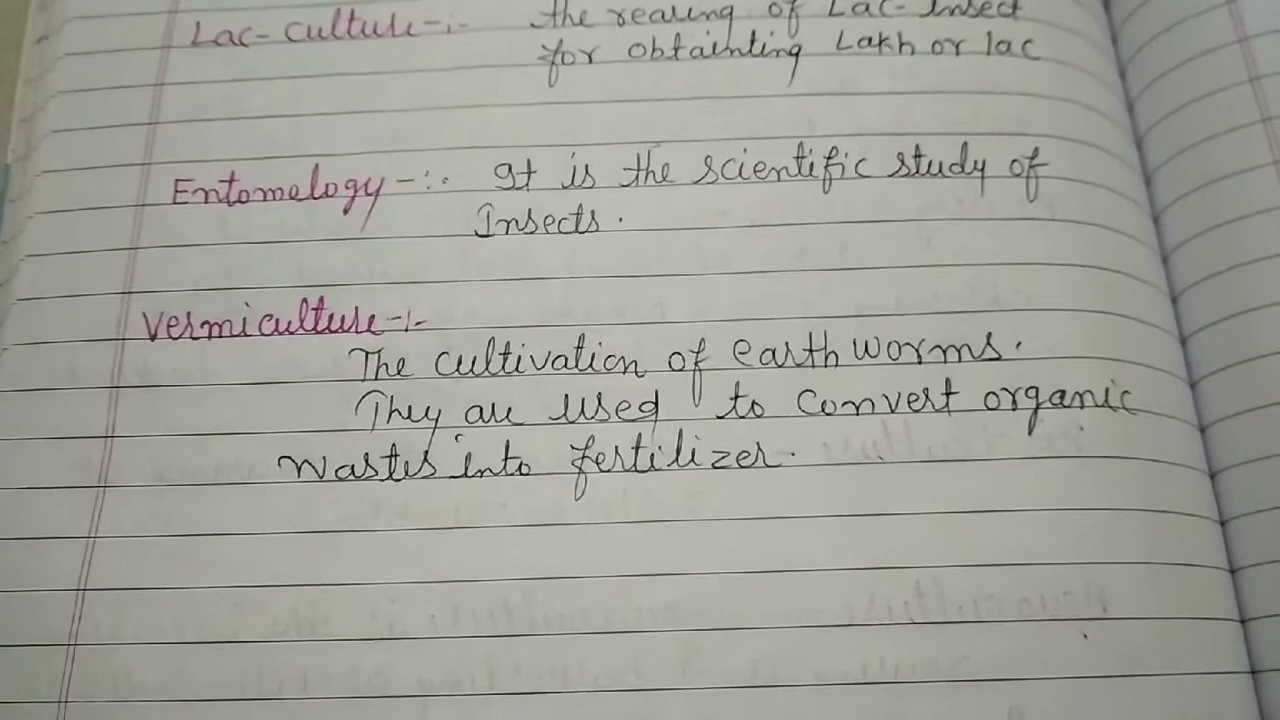 Lac-culture-:- the rearing of Lac-Insect
for obtainting Lakh or lac
Entomology-:- It is the scientific study of
Insects.
Vermiculture-:-
The cultivation of earthworms.
They are used to convert organic
wastes into fertilizer.